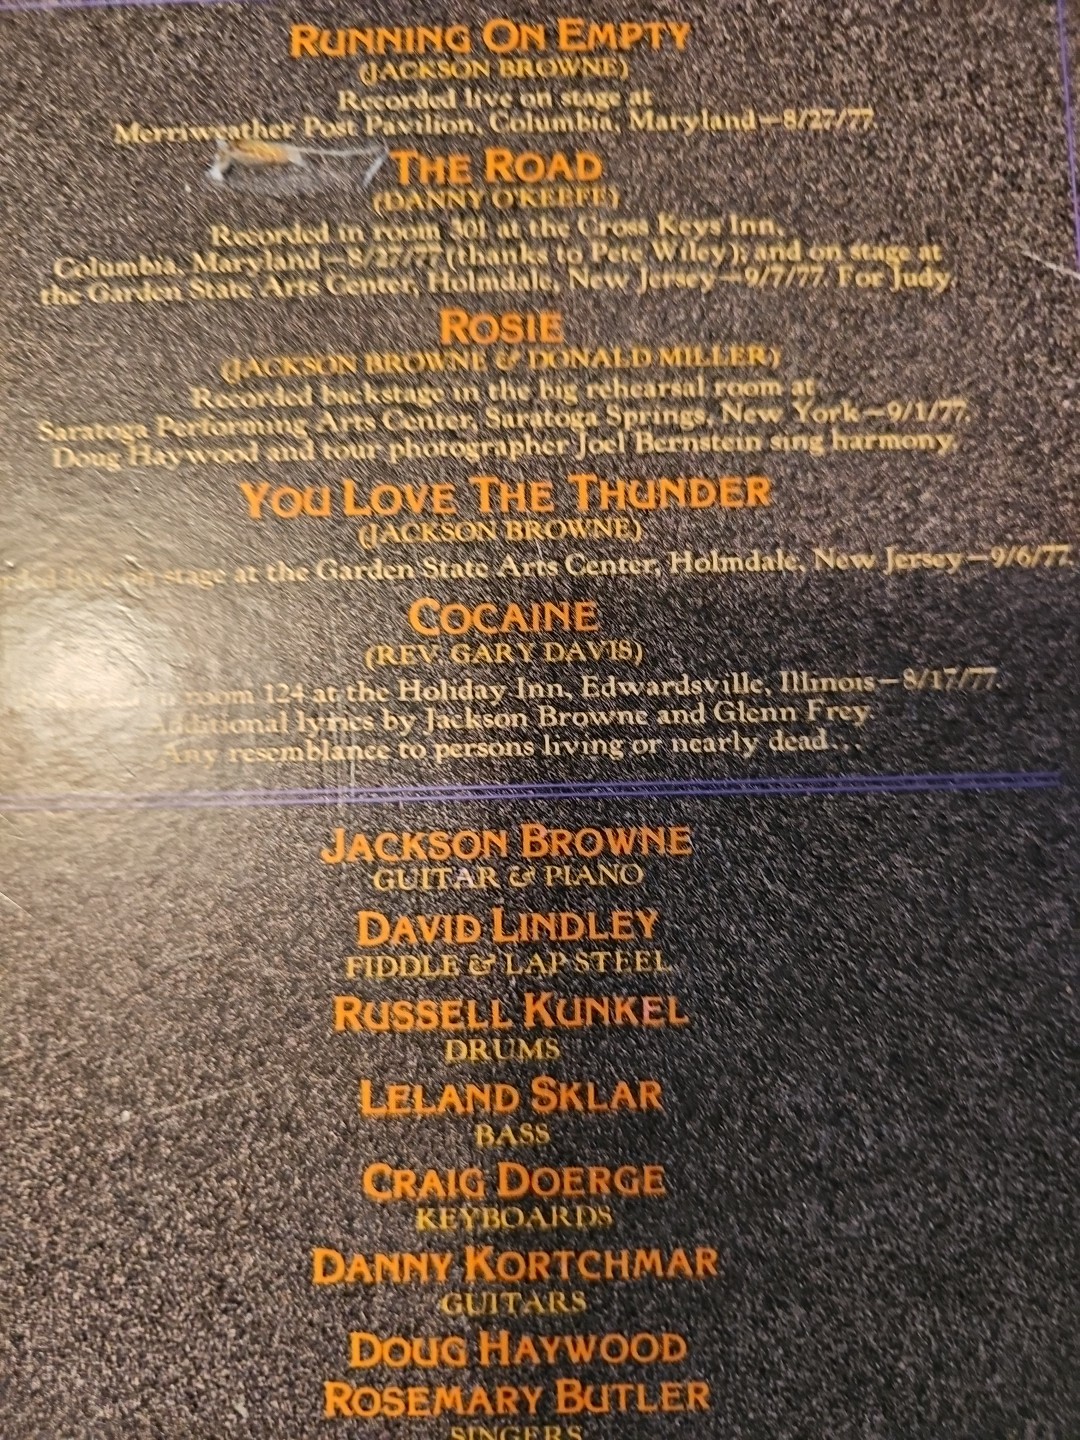 RUNNING ON EMPTY
(JACKSON BROWNE)
Recorded live on stage at
Merriweather Post Pavilion, Columbia, Maryland—8/27/77.
THE ROAD
(DANNY O'KEEFE)
Recorded in room 301 at the Cross Keys Inn,
Columbia, Maryland—8/27/77 (thanks to Pete Wiley); and on stage at
the Garden State Arts Center, Holmdale, New Jersey—9/7/77. For Judy.
ROSIE
(JACKSON BROWNE & DONALD MILLER)
Recorded backstage in the big rehearsal room at
Saratoga Performing Arts Center, Saratoga Springs, New York—9/1/77.
Doug Haywood and tour photographer Joel Bernstein sing harmony.
YOU LOVE THE THUNDER
(JACKSON BROWNE)
live on stage at the Garden State Arts Center, Holmdale, New Jersey—9/6/77.
COCAINE
(REV. GARY DAVIS)
in room 124 at the Holiday Inn, Edwardsville, Illinois—8/17/77.
Additional lyrics by Jackson Browne and Glenn Frey.
Any resemblance to persons living or nearly dead...
JACKSON BROWNE
GUITAR & PIANO
DAVID LINDLEY
FIDDLE & LAP STEEL
RUSSELL KUNKEL
DRUMS
LELAND SKLAR
BASS
CRAIG DOERGE
KEYBOARDS
DANNY KORTCHMAR
GUITARS
DOUG HAYWOOD
ROSEMARY BUTLER
SINGERS